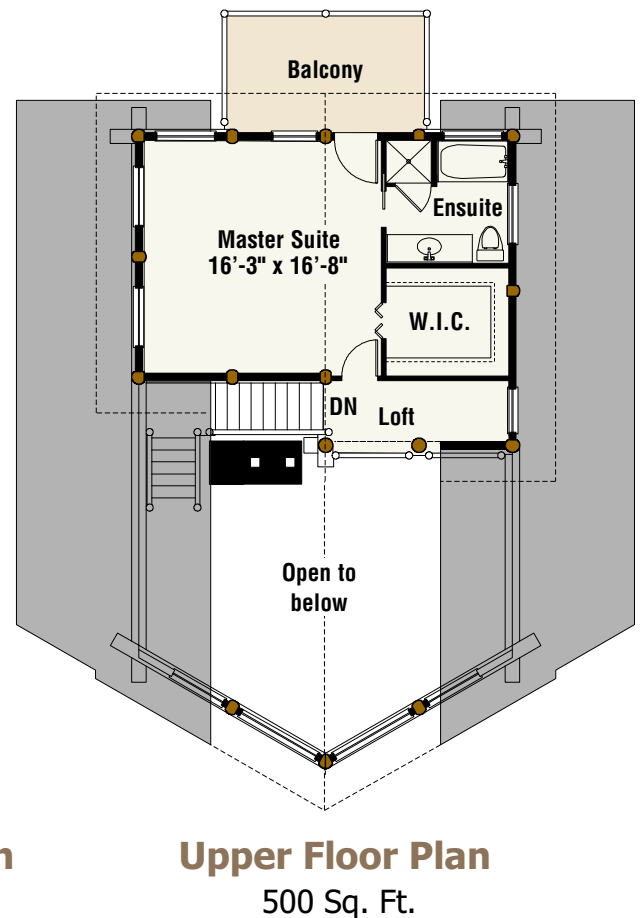 Balcony
Ensuite
Master Suite
16'-3" x 16'-8"
W.I.C.
DN
Loft
Open to
below
n
Upper Floor Plan
500 Sq. Ft.